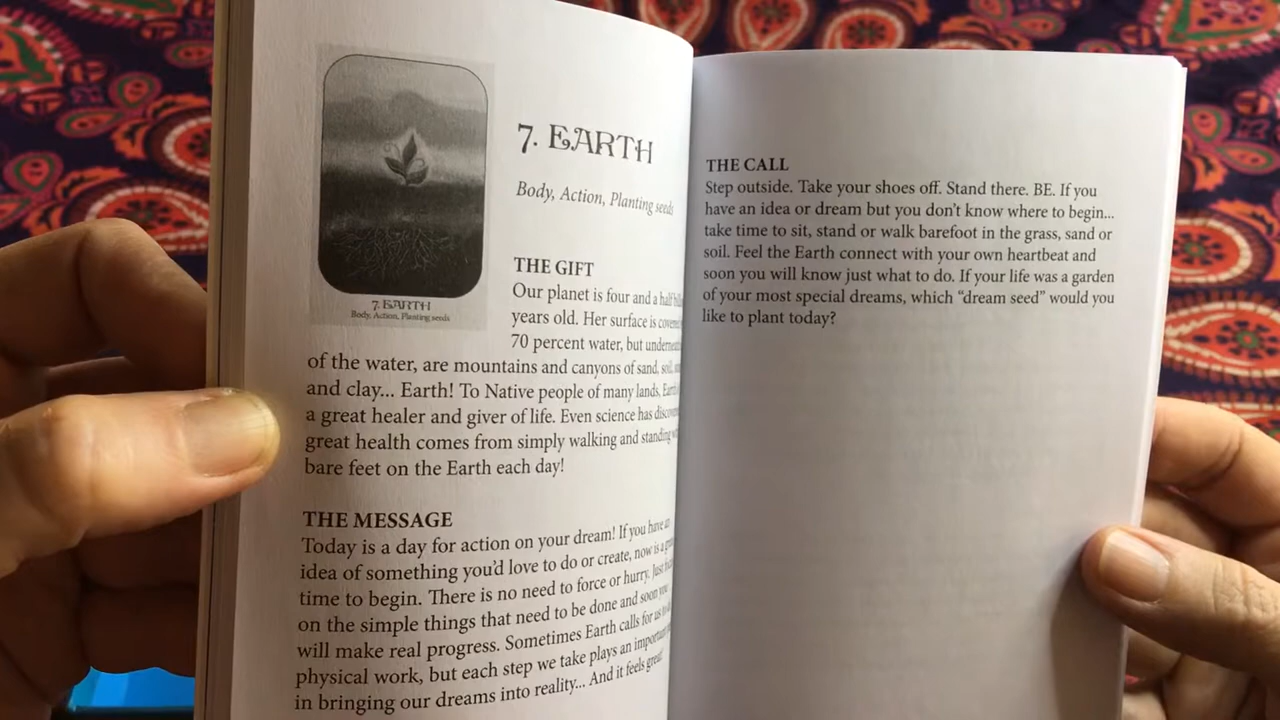 7. EARTH
Body, Action, Planting seeds
7. EARTH
Body, Action, Planting seeds
THE GIFT
Our planet is four and a half
years old. Her surface is
70 percent water, but
of the water, are mountains and canyons of sand,
and clay... Earth! To Native people of many lands,
a great healer and giver of life. Even science has
great health comes from simply walking and standing
bare feet on the Earth each day!
THE MESSAGE
Today is a day for action on your dream! If you have an
idea of something you'd love to do or create, now is a
time to begin. There is no need to force or hurry. Just
on the simple things that need to be done and soon you
will make real progress. Sometimes Earth calls for us
physical work, but each step we take plays an important
in bringing our dreams into reality... And it feels great!
THE CALL
Step outside. Take your shoes off. Stand there. BE. If you
have an idea or dream but you don't know where to begin...
take time to sit, stand or walk barefoot in the grass, sand or
soil. Feel the Earth connect with your own heartbeat and
soon you will know just what to do. If your life was a garden
of your most special dreams, which “dream seed” would you
like to plant today?